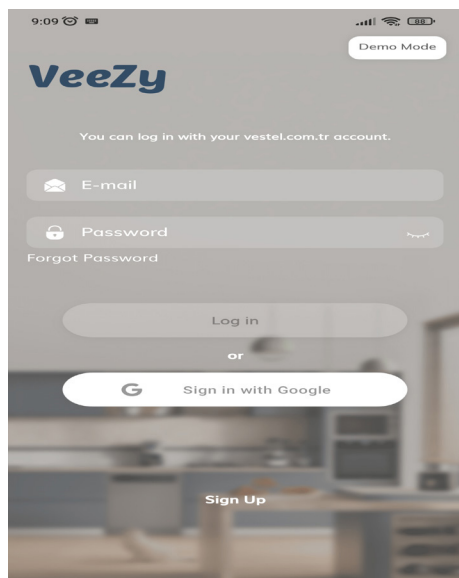 9:09
88
Demo Mode
VeeZy
You can log in with your vestel.com.tr account.
E-mail
Password
Forgot Password
Log in
or
G Sign in with Google
Sign Up